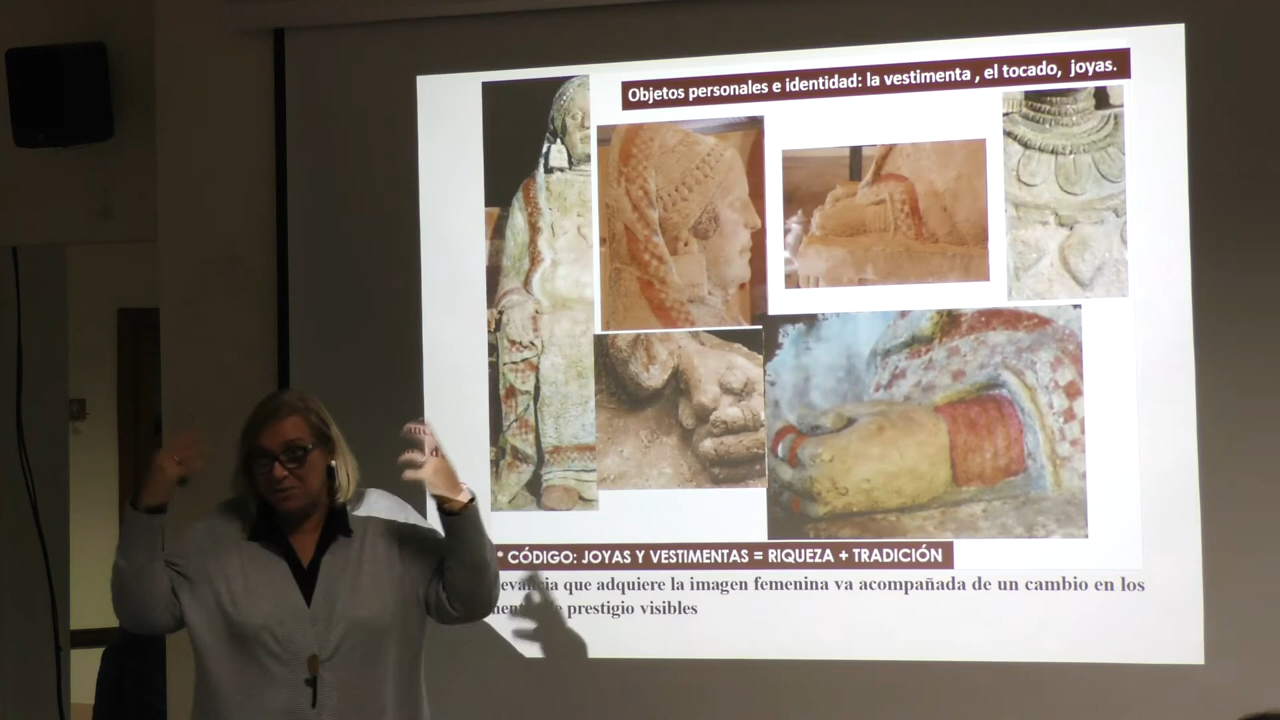 Objetos personales e identidad: la vestimenta , el tocado, joyas.
* CÓDIGO: JOYAS Y VESTIMENTAS = RIQUEZA + TRADICIÓN
que adquiere la imagen femenina va acompañada de un cambio en los
prestigio visibles